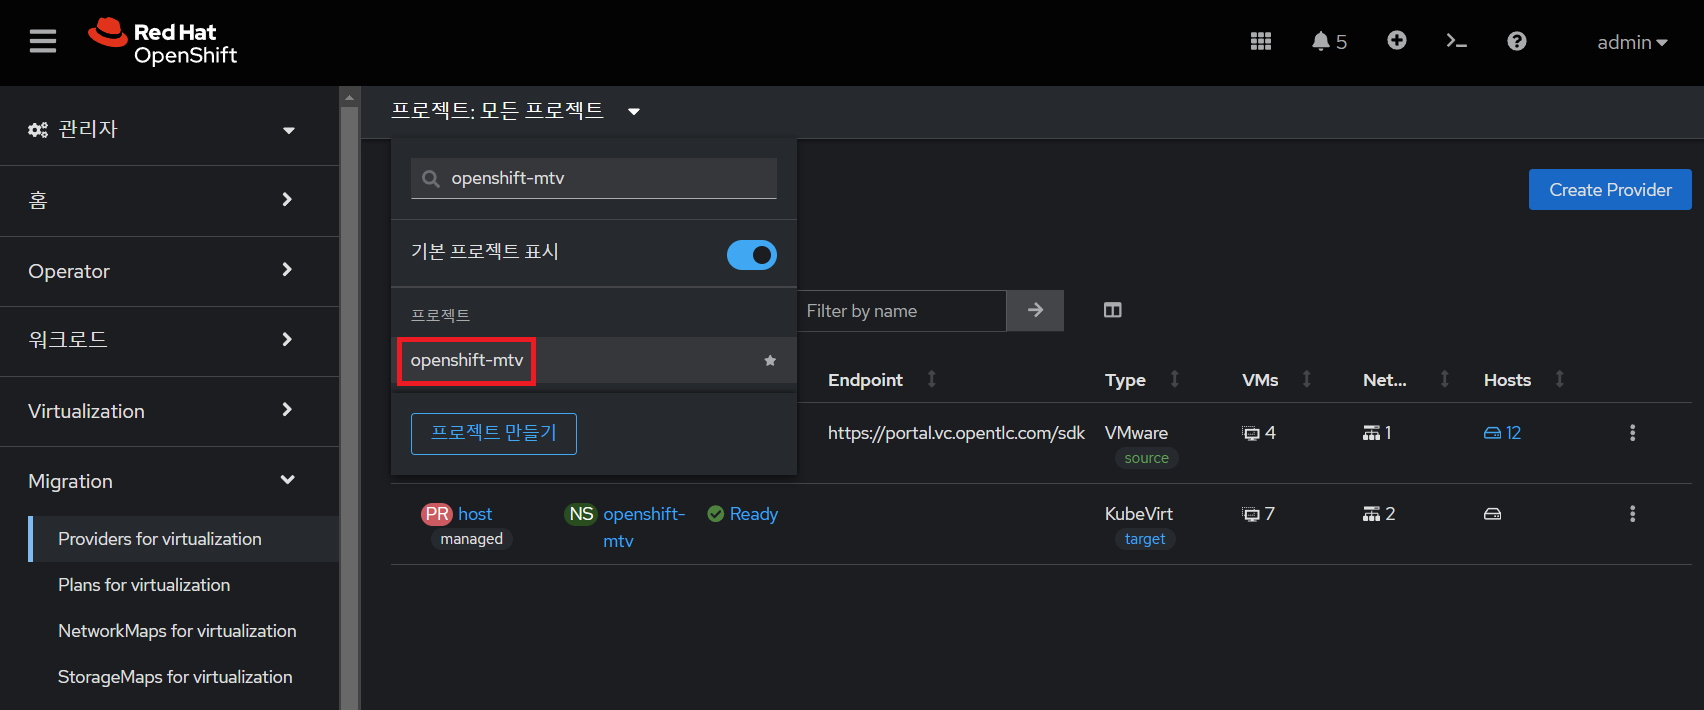 Red Hat
OpenShift
5
admin
관리자
홈
Operator
워크로드
Virtualization
Migration
Providers for virtualization
Plans for virtualization
NetworkMaps for virtualization
StorageMaps for virtualization
프로젝트: 모든 프로젝트
openshift-mtv
기본 프로젝트 표시
프로젝트
openshift-mtv
프로젝트 만들기
Create Provider
Filter by name
Endpoint Type VMs Net... Hosts
https://portal.vc.opentlc.com/sdk VMware 4 1 12
source
PR host NS openshift- Ready KubeVirt 7 2
managed mtv target